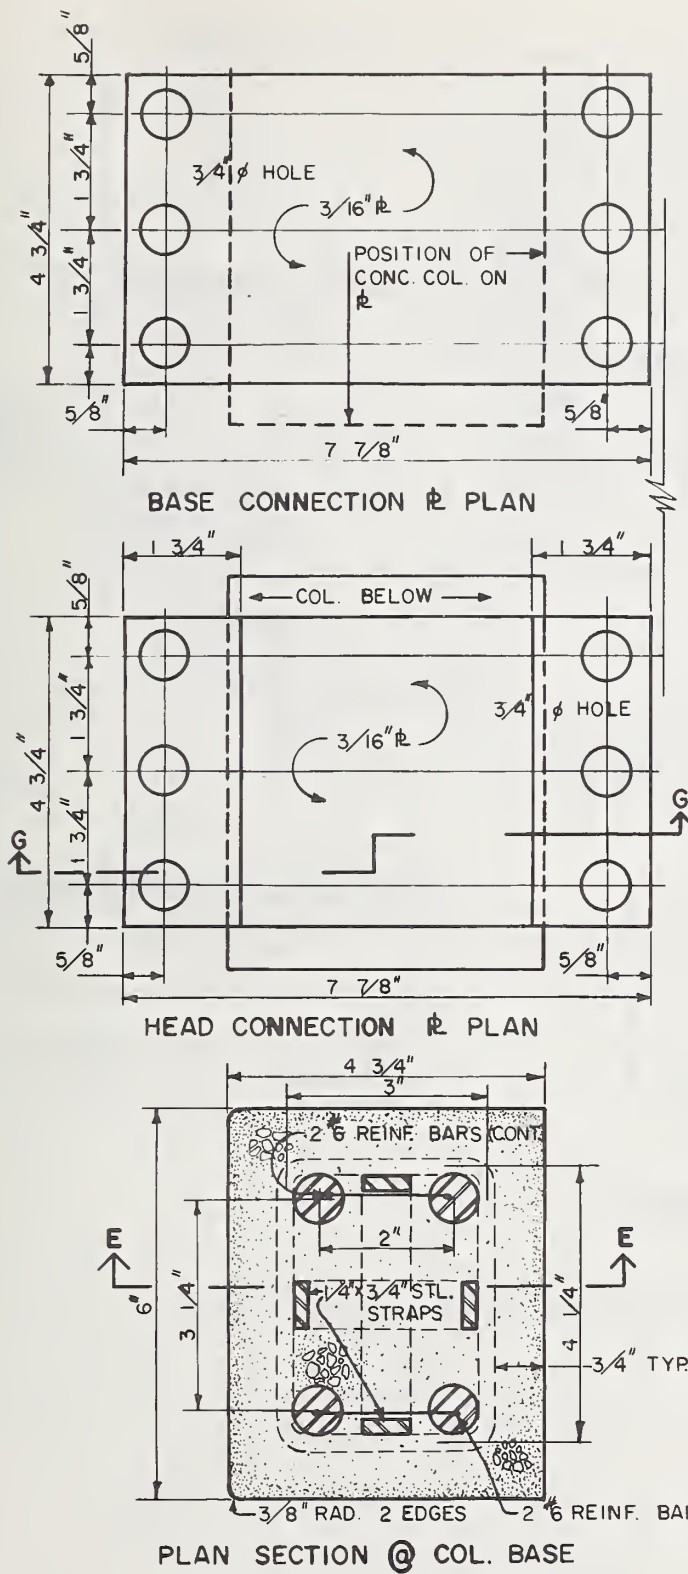 5/8"
1 3/4"
4 3/4"
1 3/4"
5/8"
3/4" ϕ HOLE
3/16" ⅊
POSITION OF
CONC. COL. ON
⅊
5/8"
7 7/8"
BASE CONNECTION ⅊ PLAN
1 3/4"
1 3/4"
5/8"
COL. BELOW
1 3/4"
4 3/4"
1 3/4"
3/4" ϕ HOLE
3/16" ⅊
G
G
5/8"
5/8"
7 7/8"
HEAD CONNECTION ⅊ PLAN
4 3/4"
3"
2 #6 REINF. BARS (CONT.
2"
E
E
6"
3 1/4"
1/4" x 3/4" STL.
STRAPS
4 1/4"
3/4" TYP.
3/8" RAD. 2 EDGES
2 #6 REINF. BA
PLAN SECTION @ COL. BASE